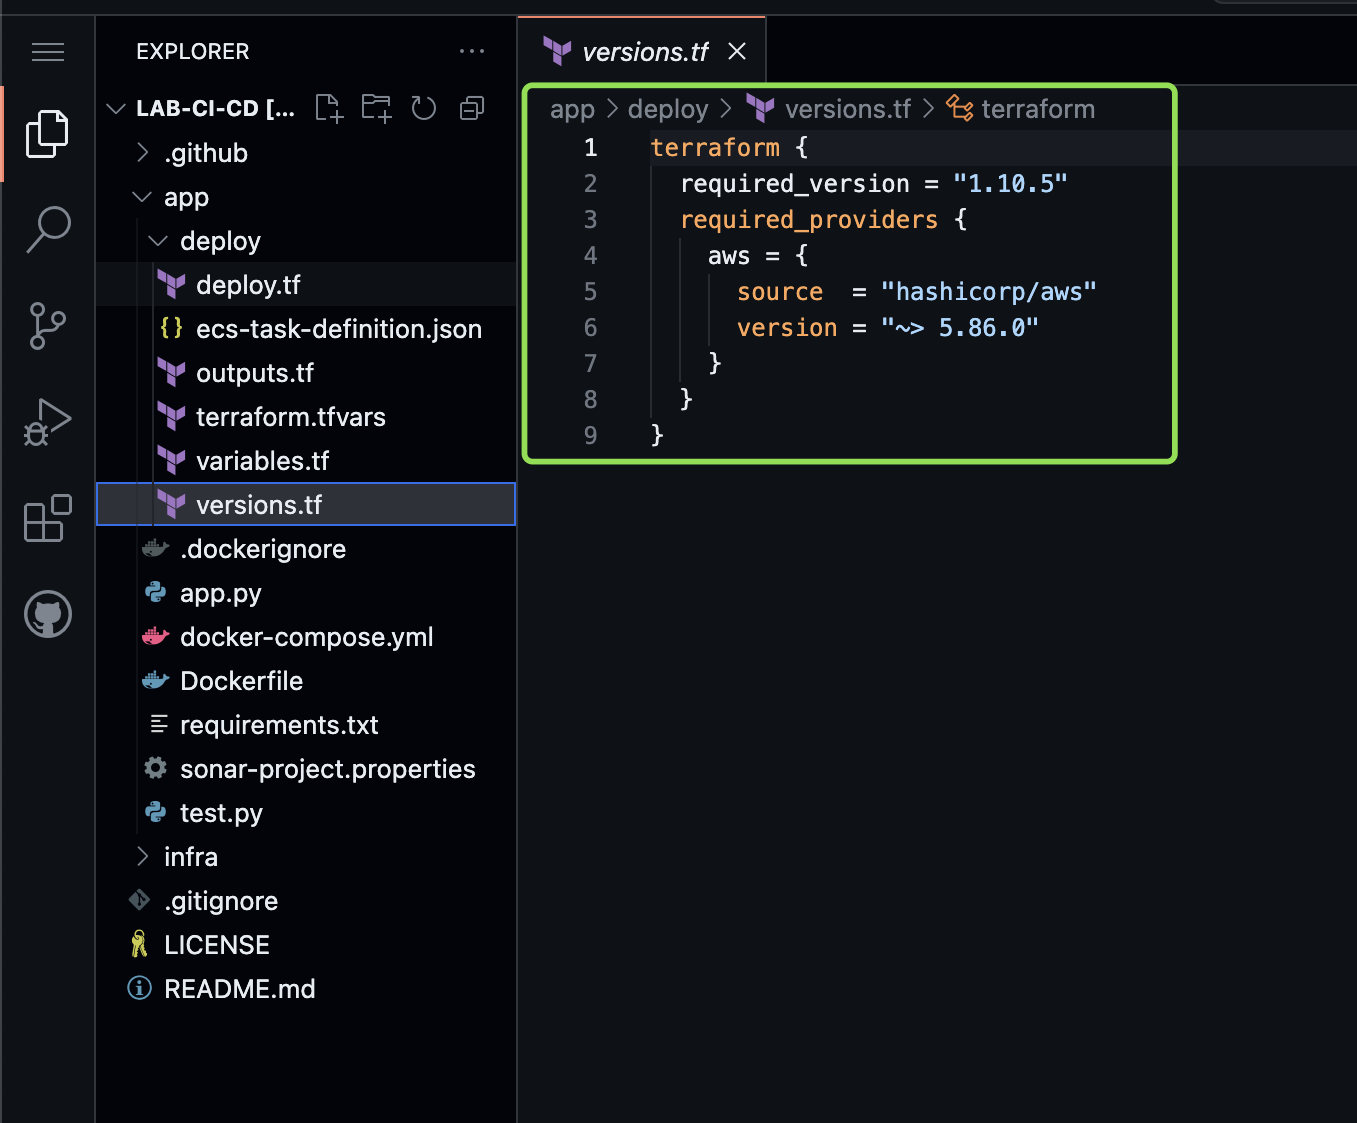 EXPLORER
LAB-CI-CD [...
.github
app
deploy
deploy.tf
{} ecs-task-definition.json
outputs.tf
terraform.tfvars
variables.tf
versions.tf
.dockerignore
app.py
docker-compose.yml
Dockerfile
requirements.txt
sonar-project.properties
test.py
infra
.gitignore
LICENSE
README.md
versions.tf
app > deploy > versions.tf > terraform
1 terraform {
2 required_version = "1.10.5"
3 required_providers {
4 aws = {
5 source = "hashicorp/aws"
6 version = "~> 5.86.0"
7 }
8 }
9 }